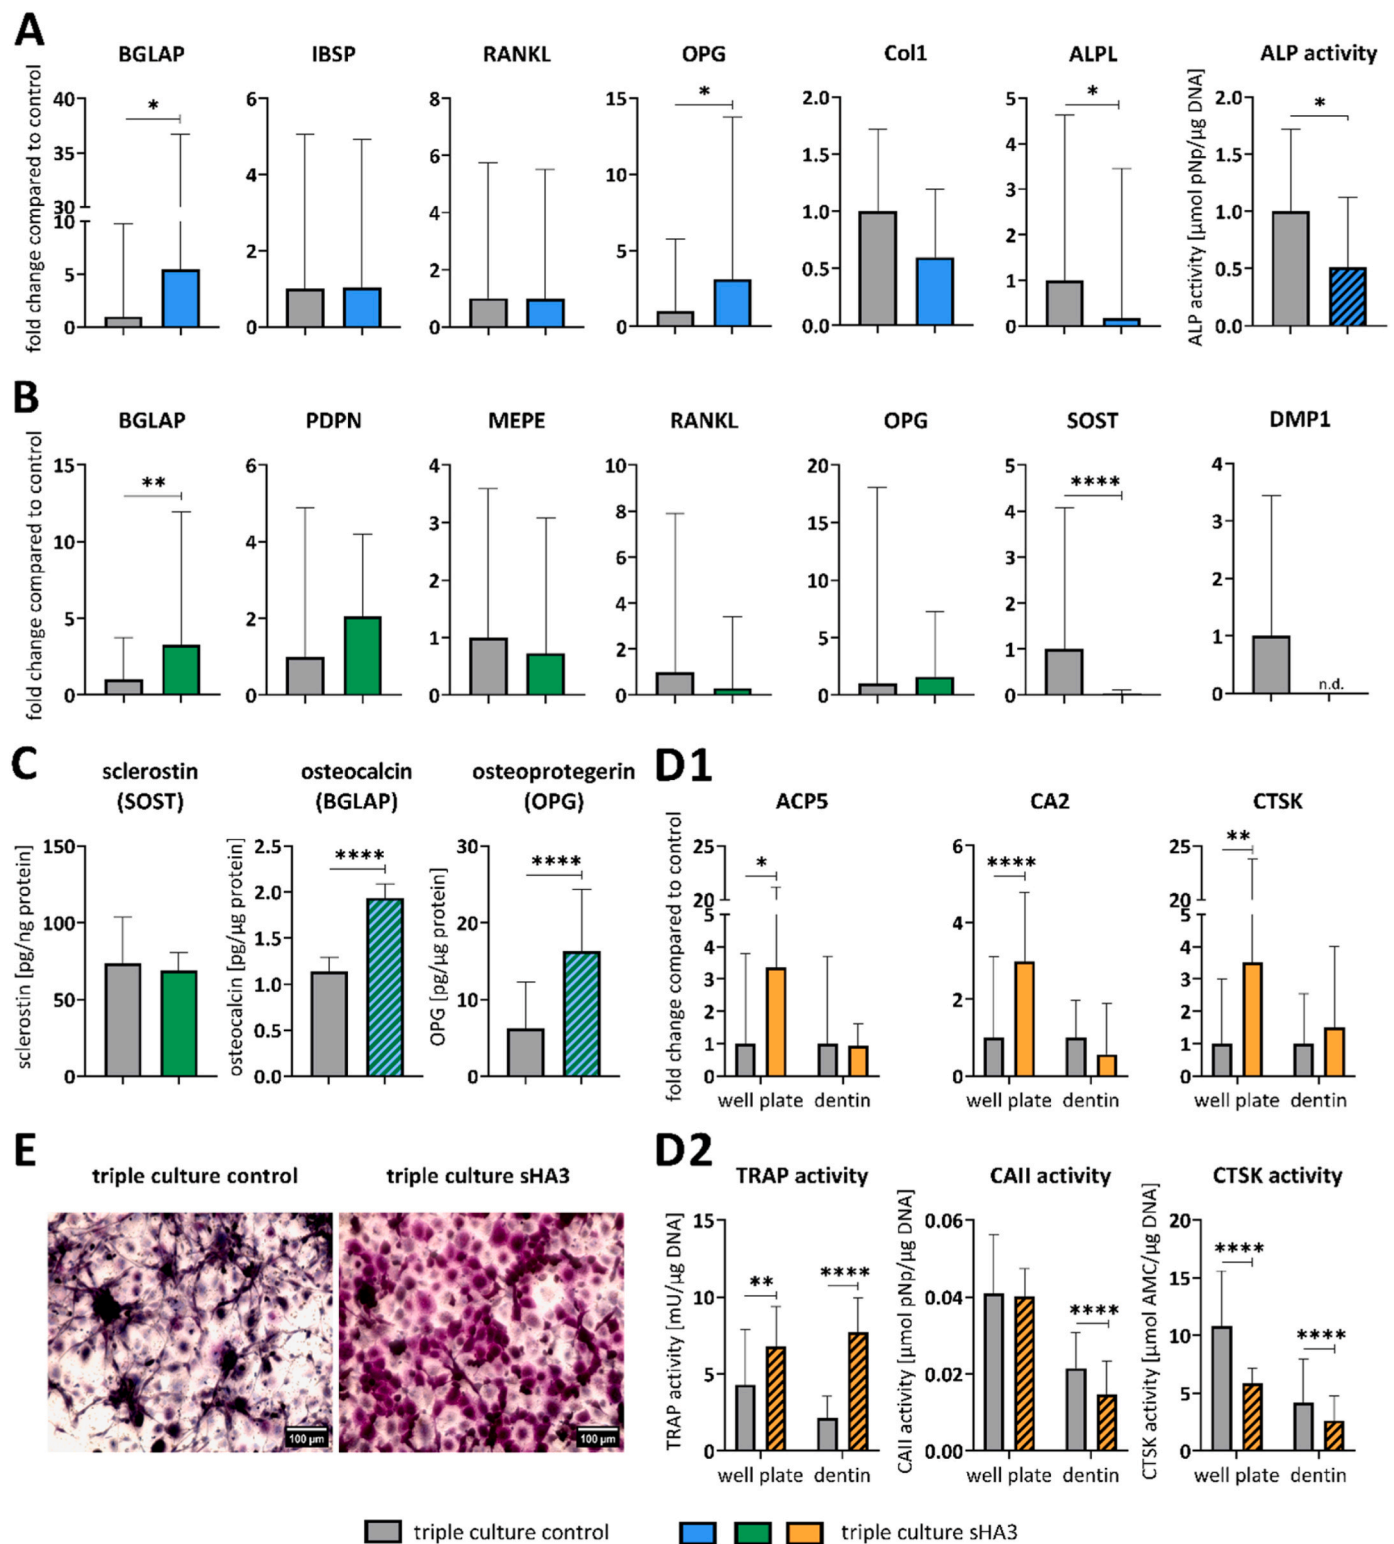 A
BGLAP IBSP RANKL OPG Col1 ALPL ALP activity
fold change compared to control
40 35 30 10 5 0
*
6 4 2 0
8 6 4 2 0
15 10 5 0
*
2.0 1.5 1.0 0.5 0.0
5 4 3 2 1 0
*
ALP activity [µmol pNp/µg DNA]
2.0 1.5 1.0 0.5 0.0
*
B
BGLAP PDPN MEPE RANKL OPG SOST DMP1
fold change compared to control
15 10 5 0
**
6 4 2 0
4 3 2 1 0
10 8 6 4 2 0
20 15 10 5 0
5 4 3 2 1 0
****
4 3 2 1 0
n.d.
C
sclerostin
(SOST)
sclerostin [pg/ng protein]
150 100 50 0
osteocalcin
(BGLAP)
osteocalcin [pg/µg protein]
2.5 2.0 1.5 1.0 0.5 0.0
****
osteoprotegerin
(OPG)
OPG [pg/µg protein]
30 20 10 0
****
D1
ACP5 CA2 CTSK
fold change compared to control
25 20 5 4 3 2 1 0
*
well plate dentin
6 4 2 0
****
well plate dentin
25 20 5 4 3 2 1 0
**
well plate dentin
E
triple culture control triple culture sHA3
100 µm 100 µm
D2
TRAP activity CAII activity CTSK activity
TRAP activity [mU/µg DNA]
15 10 5 0
** ****
well plate dentin
CAII activity [µmol pNp/µg DNA]
0.06 0.04 0.02 0.00
****
well plate dentin
CTSK activity [µmol AMC/µg DNA]
20 15 10 5 0
**** ****
well plate dentin
triple culture control triple culture sHA3